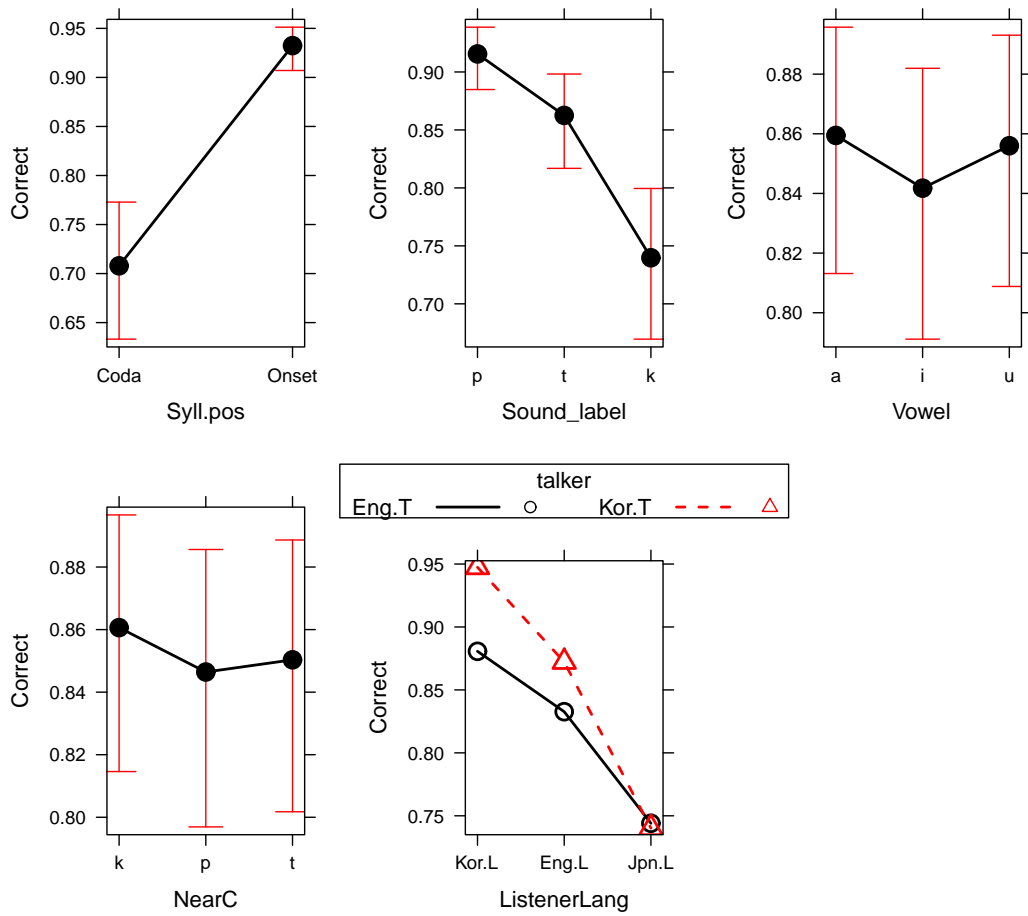 0.95
0.90
0.85
0.80
0.75
0.70
0.65
Correct
Coda Onset
Syll.pos
0.90
0.85
0.80
0.75
0.70
Correct
p t k
Sound_label
0.88
0.86
0.84
0.82
0.80
Correct
a i u
Vowel
0.88
0.86
0.84
0.82
0.80
Correct
k p t
NearC
talker
Eng.T Kor.T
0.95
0.90
0.85
0.80
0.75
Correct
Kor.L Eng.L Jpn.L
ListenerLang